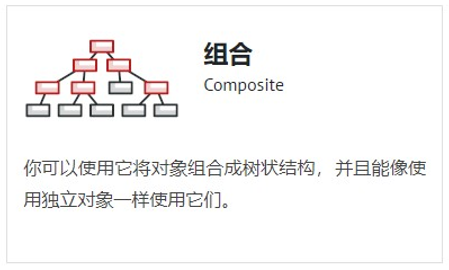 组合
Composite
你可以使用它将对象组合成树状结构，并且能像使
用独立对象一样使用它们。